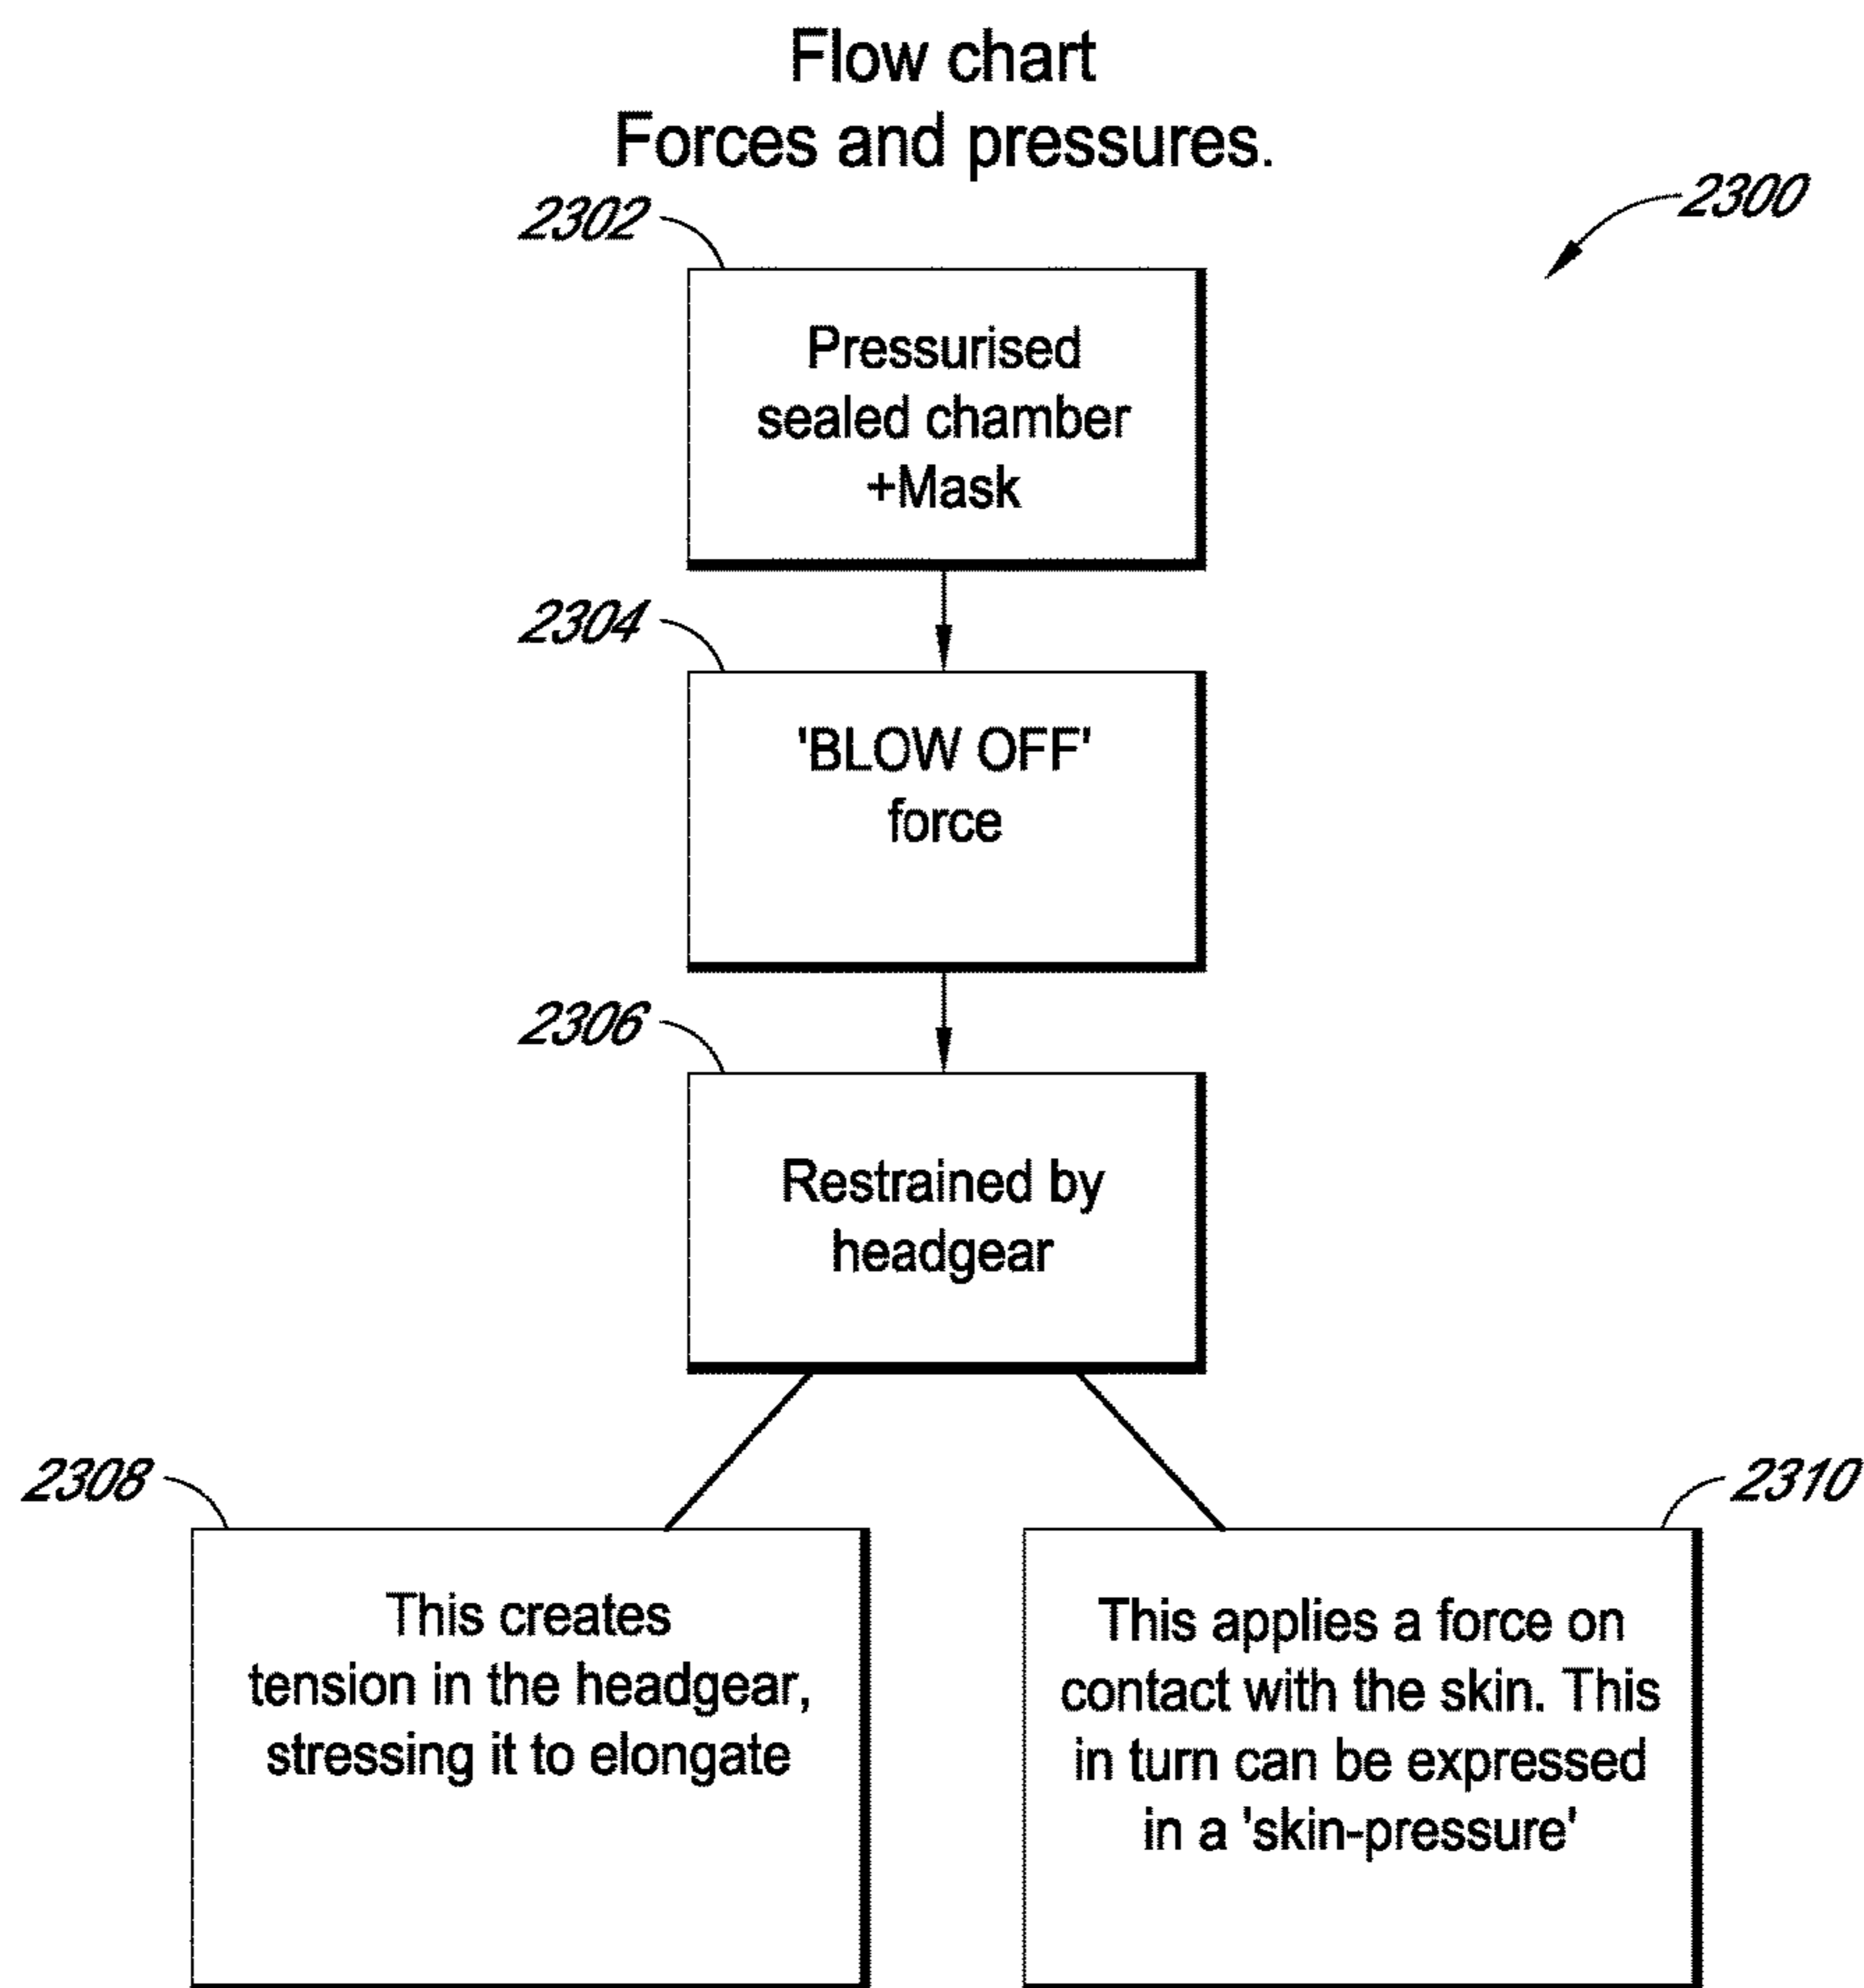 Flow chart
Forces and pressures.
2300
2302
Pressurised
sealed chamber
+Mask
2304
'BLOW OFF'
force
2306
Restrained by
headgear
2308
This creates
tension in the headgear,
stressing it to elongate
2310
This applies a force on
contact with the skin. This
in turn can be expressed
in a 'skin-pressure'